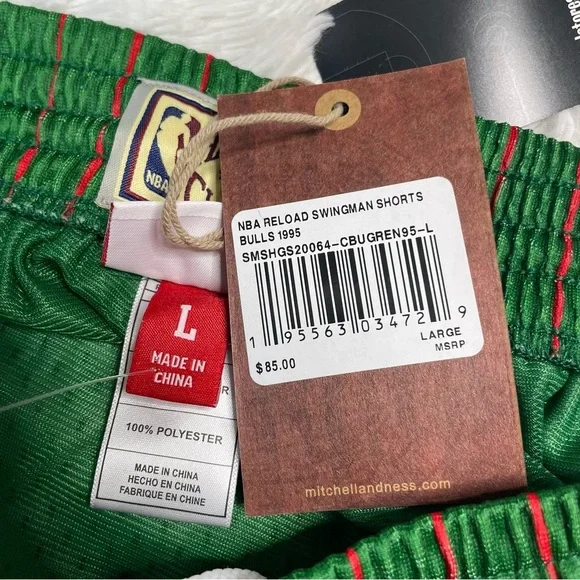 NBA
NBA RELOAD SWINGMAN SHORTS
BULLS 1995
SMSHGS20064-CBUGREN95-L
1 95563 03472 9
LARGE
$85.00
MSRP
mitchellandness.com
L
MADE IN
CHINA
R
100% POLYESTER
MADE IN CHINA
HECHO EN CHINA
FABRIQUE EN CHINE